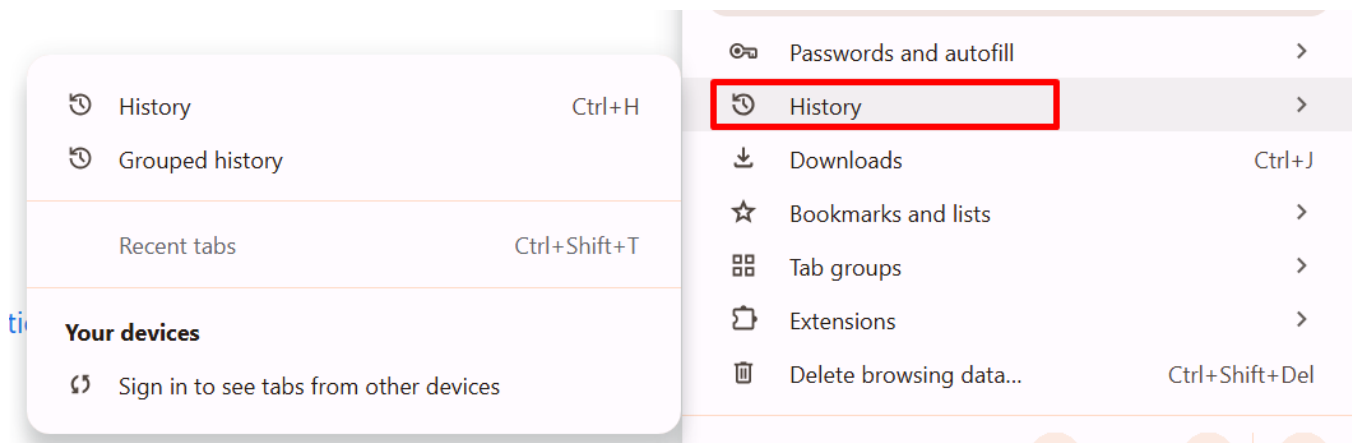 History Ctrl+H
Grouped history
Recent tabs Ctrl+Shift+T
Your devices
Sign in to see tabs from other devices
Passwords and autofill
History
Downloads Ctrl+J
Bookmarks and lists
Tab groups
Extensions
Delete browsing data... Ctrl+Shift+Del